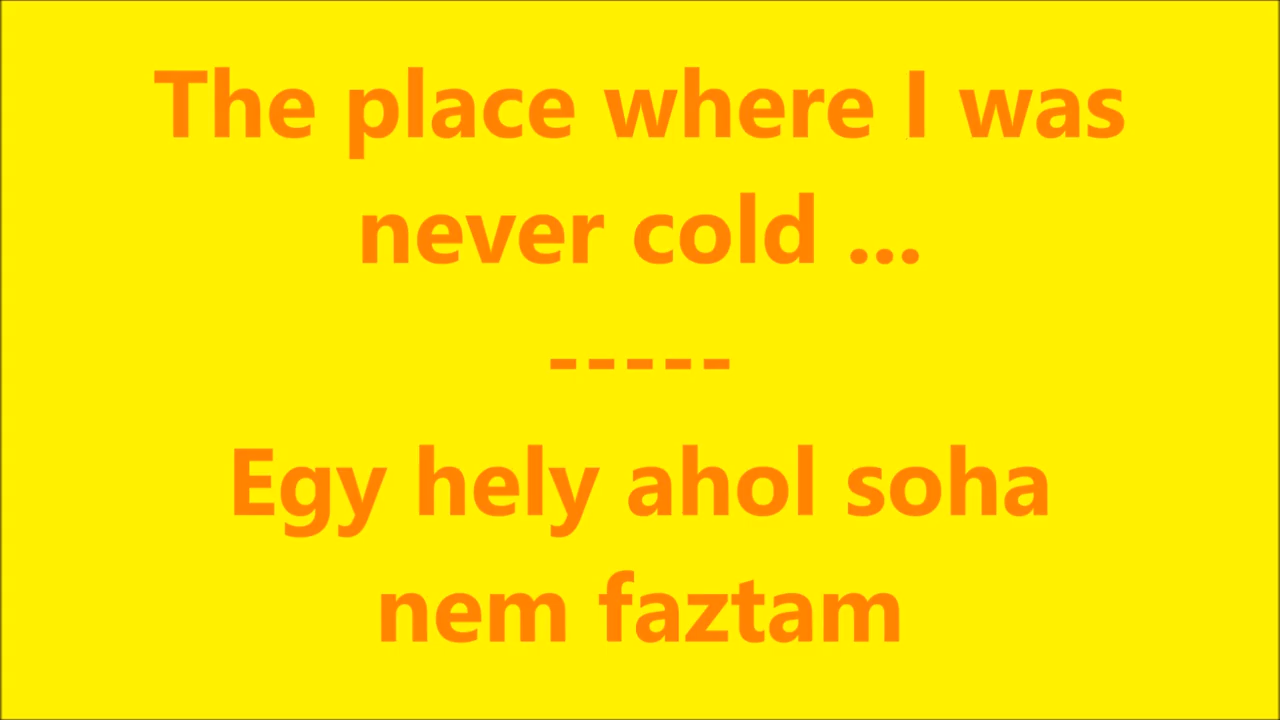 The place where I was
never cold ...
-----
Egy hely ahol soha
nem faztam